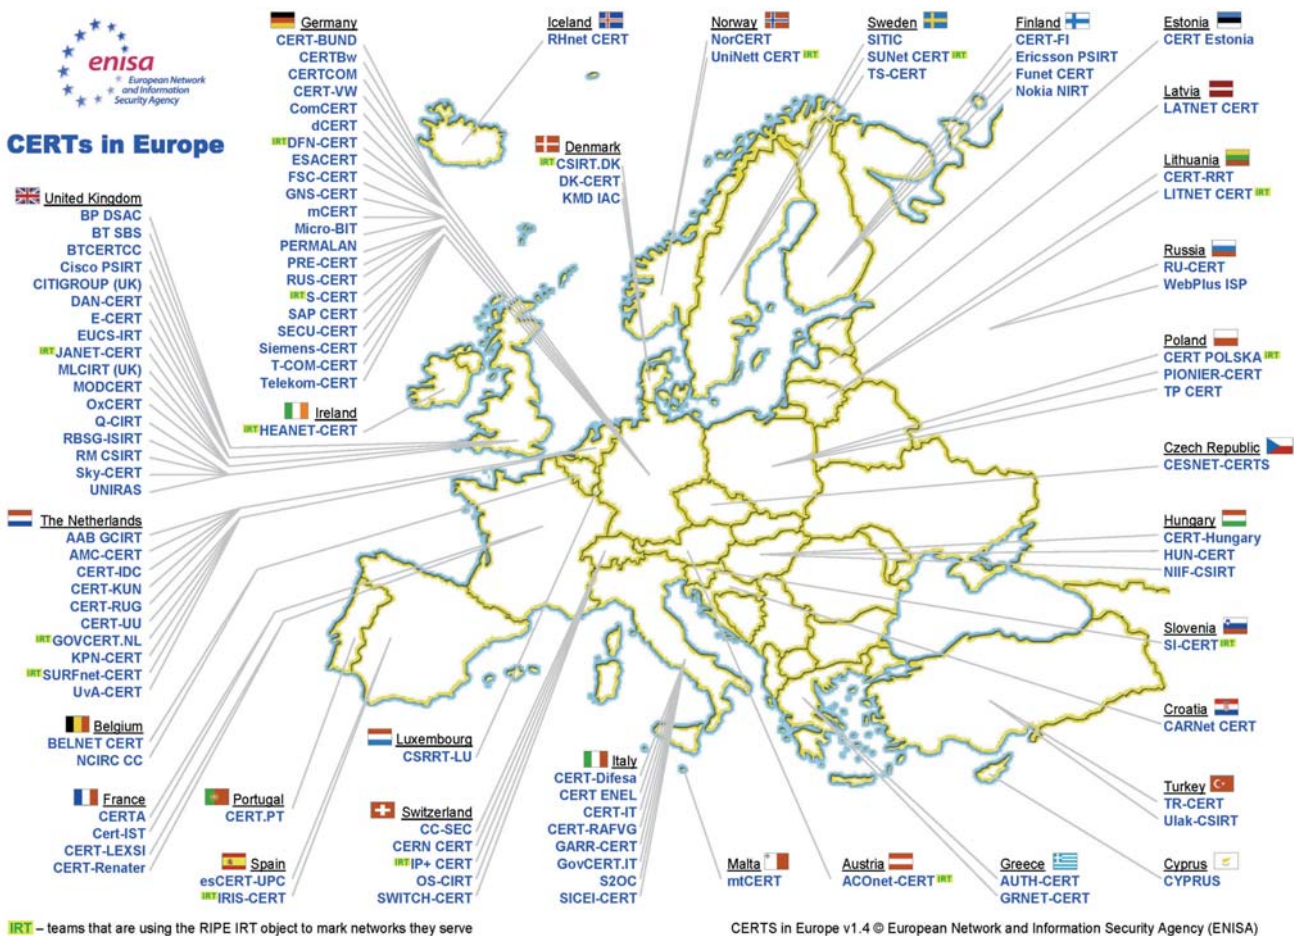 enisa
European Network
and Information
Security Agency
CERTs in Europe
Germany
CERT-BUND
CERTBw
CERTCOM
CERT-VW
ComCERT
dCERT
IRT DFN-CERT
ESACERT
FSC-CERT
GNS-CERT
mCERT
Micro-BIT
PERMALAN
PRE-CERT
RUS-CERT
IRT S-CERT
SAP CERT
SECU-CERT
Siemens-CERT
T-COM-CERT
Telekom-CERT
Iceland
RHnet CERT
Norway
NorCERT
UniNett CERT IRT
Sweden
SITIC
SUNet CERT IRT
TS-CERT
Finland
CERT-FI
Ericsson PSIRT
Funet CERT
Nokia NIRT
Estonia
CERT Estonia
Latvia
LATNET CERT
Denmark
IRT CSIRT.DK
DK-CERT
KMD IAC
Lithuania
CERT-RRT
LITNET CERT IRT
United Kingdom
BP DSAC
BT SBS
BTCERTCC
Cisco PSIRT
CITIGROUP (UK)
DAN-CERT
E-CERT
EUCS-IRT
IRT JANET-CERT
MLCIRT (UK)
MODCERT
OxCERT
Q-CIRT
RBSG-ISIRT
RM CSIRT
Sky-CERT
UNIRAS
Russia
RU-CERT
WebPlus ISP
Poland
CERT POLSKA IRT
PIONIER-CERT
TP CERT
Ireland
IRT HEANET-CERT
Czech Republic
CESNET-CERTS
The Netherlands
AAB GCIRT
AMC-CERT
CERT-IDC
CERT-KUN
CERT-RUG
CERT-UU
IRT GOVCERT.NL
KPN-CERT
IRT SURFnet-CERT
UvA-CERT
Hungary
CERT-Hungary
HUN-CERT
NIIF-CSIRT
Slovenia
SI-CERT IRT
Croatia
CARNet CERT
Belgium
BELNET CERT
NCIRC CC
Luxembourg
CSRRT-LU
Italy
CERT-Difesa
CERT ENEL
CERT-IT
CERT-RAFVG
GARR-CERT
GovCERT.IT
S2OC
SICEI-CERT
Turkey
TR-CERT
Ulak-CSIRT
France
CERTA
Cert-IST
CERT-LEXSI
CERT-Renater
Portugal
CERT.PT
Spain
esCERT-UPC
IRT IRIS-CERT
Switzerland
CC-SEC
CERN CERT
IRT IP+ CERT
OS-CIRT
SWITCH-CERT
Malta
mtCERT
Austria
ACOnet-CERT IRT
Greece
AUTH-CERT
GRNET-CERT
Cyprus
CYPRUS
IRT – teams that are using the RIPE IRT object to mark networks they serve
CERTS in Europe v1.4 © European Network and Information Security Agency (ENISA)